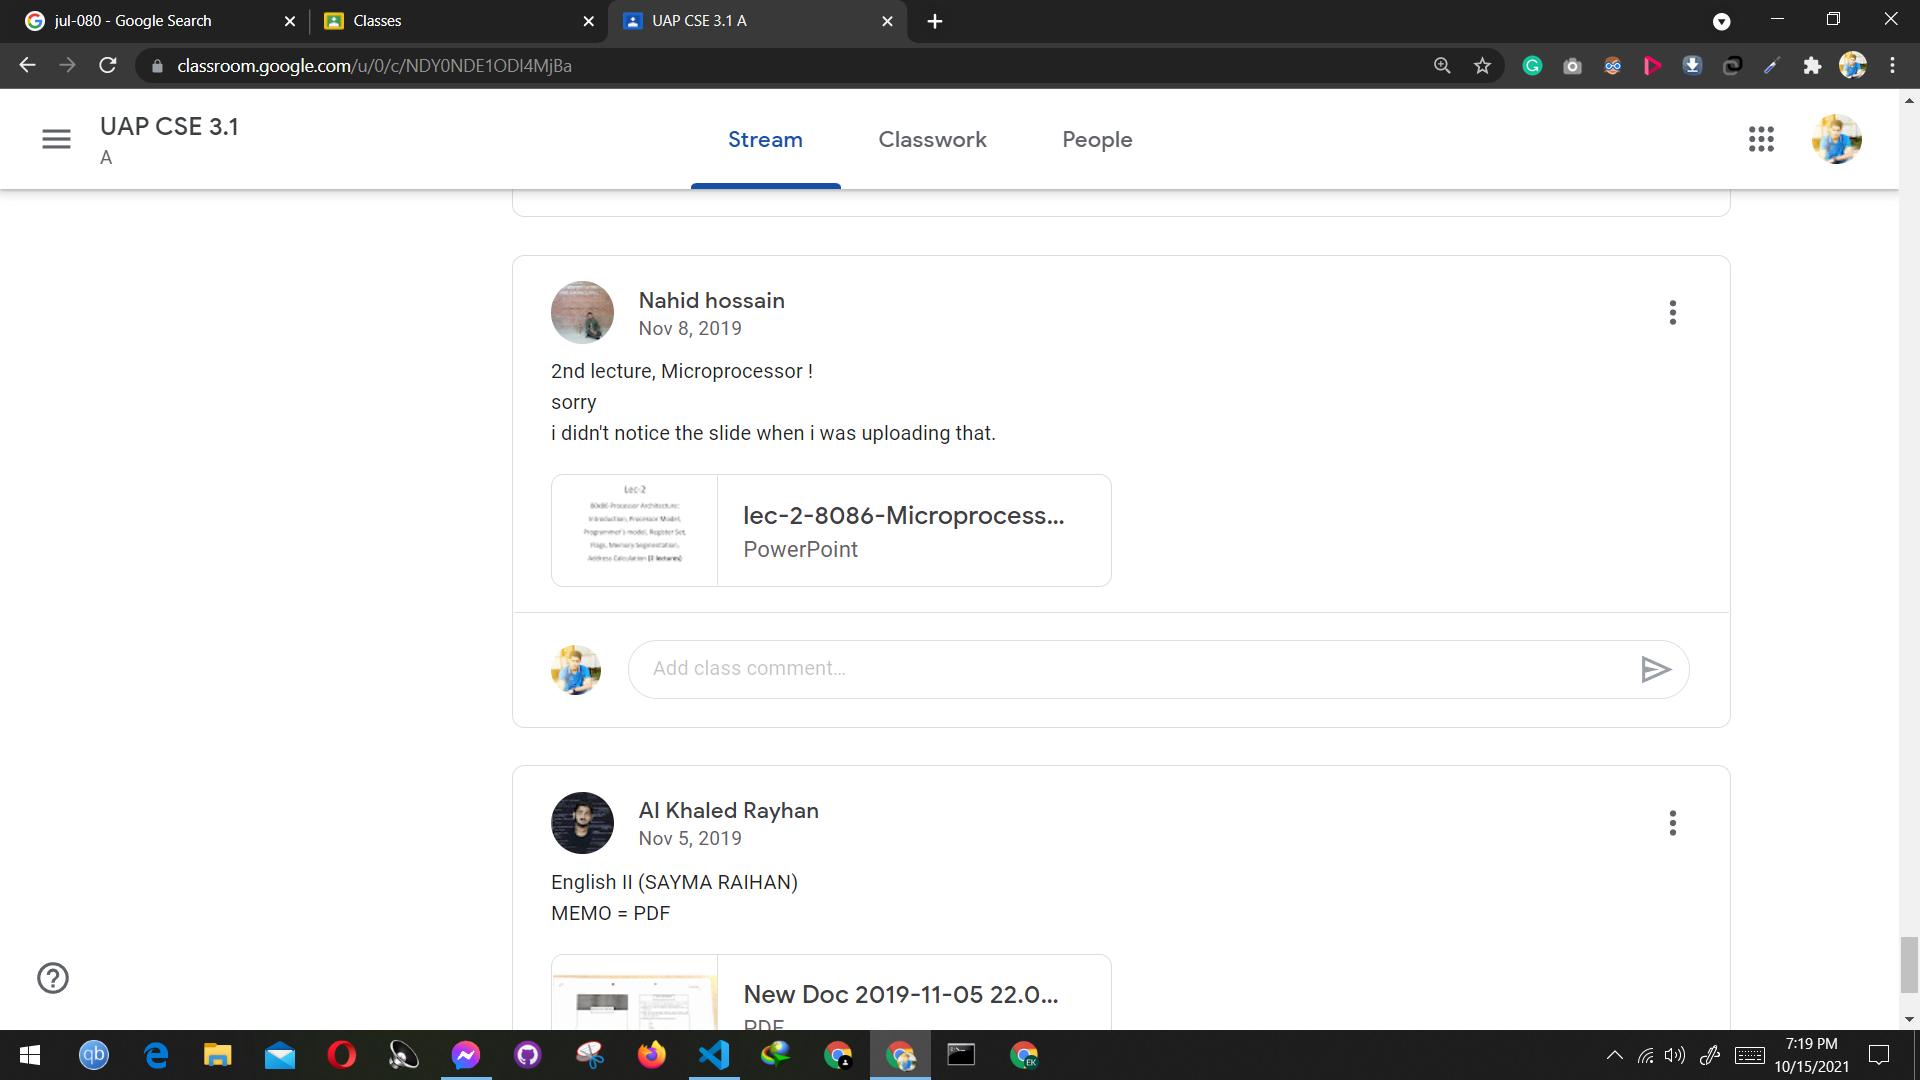 jul-080 - Google Search
Classes
UAP CSE 3.1 A
classroom.google.com/u/0/c/NDY0NDE1ODI4MjBa
UAP CSE 3.1
A
Stream
Classwork
People
Nahid hossain
Nov 8, 2019
2nd lecture, Microprocessor !
sorry
i didn't notice the slide when i was uploading that.
Lec-2
80x86 Processor Architecture:
Introduction, Processor Model,
Programmer's model, Register Set,
Flags, Memory Segmentation,
Address Calculation (2 lectures)
lec-2-8086-Microprocess...
PowerPoint
Add class comment...
Al Khaled Rayhan
Nov 5, 2019
English II (SAYMA RAIHAN)
MEMO = PDF
New Doc 2019-11-05 22.0...
PDF
qb
EK
7:19 PM
10/15/2021